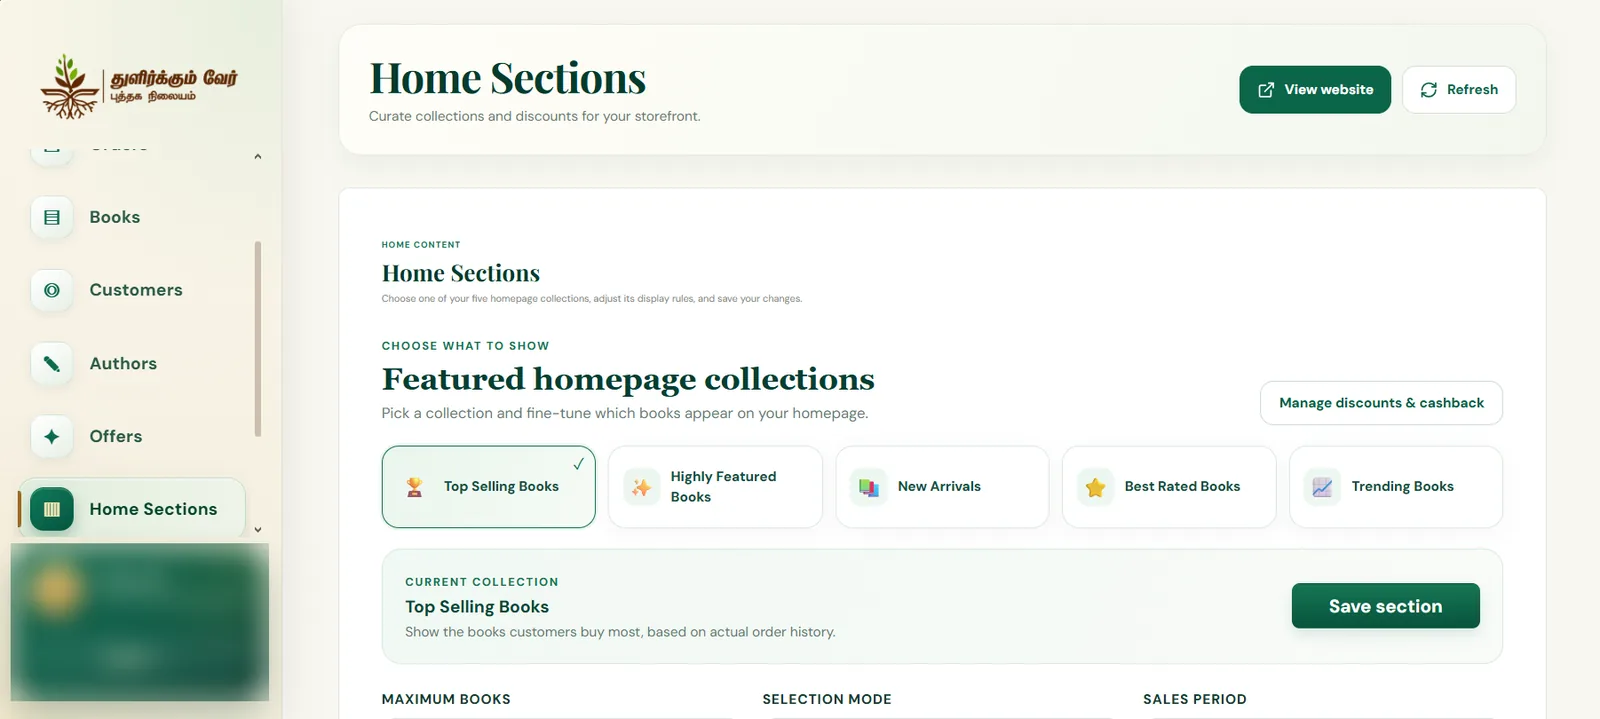 துளிர்க்கும் வேர்
புத்தக நிலையம்
Books
Customers
Authors
Offers
Home Sections
Home Sections
Curate collections and discounts for your storefront.
View website
Refresh
HOME CONTENT
Home Sections
Choose one of your five homepage collections, adjust its display rules, and save your changes.
CHOOSE WHAT TO SHOW
Featured homepage collections
Pick a collection and fine-tune which books appear on your homepage.
Manage discounts & cashback
Top Selling Books
Highly Featured
Books
New Arrivals
Best Rated Books
Trending Books
CURRENT COLLECTION
Top Selling Books
Show the books customers buy most, based on actual order history.
Save section
MAXIMUM BOOKS
SELECTION MODE
SALES PERIOD